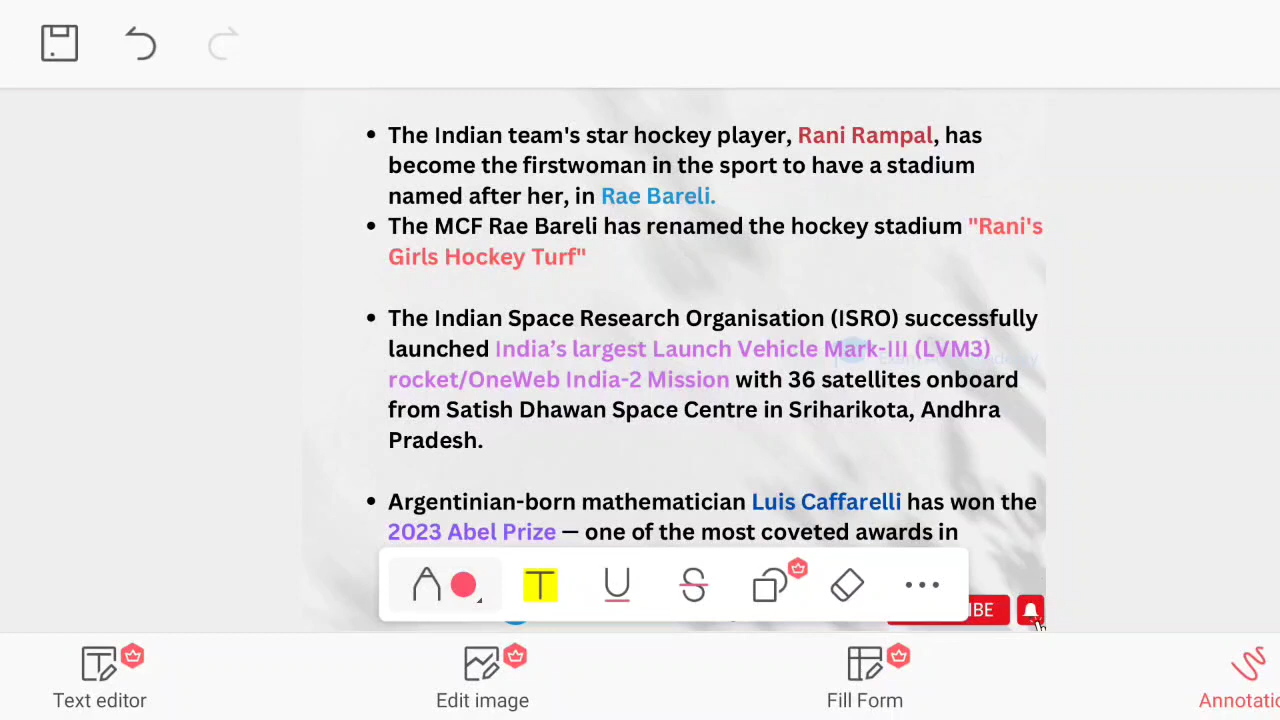 • The Indian team's star hockey player, Rani Rampal, has
become the firstwoman in the sport to have a stadium
named after her, in Rae Bareli.
• The MCF Rae Bareli has renamed the hockey stadium "Rani's
Girls Hockey Turf"
• The Indian Space Research Organisation (ISRO) successfully
launched India’s largest Launch Vehicle Mark-III (LVM3)
rocket/OneWeb India-2 Mission with 36 satellites onboard
from Satish Dhawan Space Centre in Sriharikota, Andhra
Pradesh.
• Argentinian-born mathematician Luis Caffarelli has won the
2023 Abel Prize — one of the most coveted awards in
T U S
BE
Text editor
Edit image
Fill Form
Annotatio